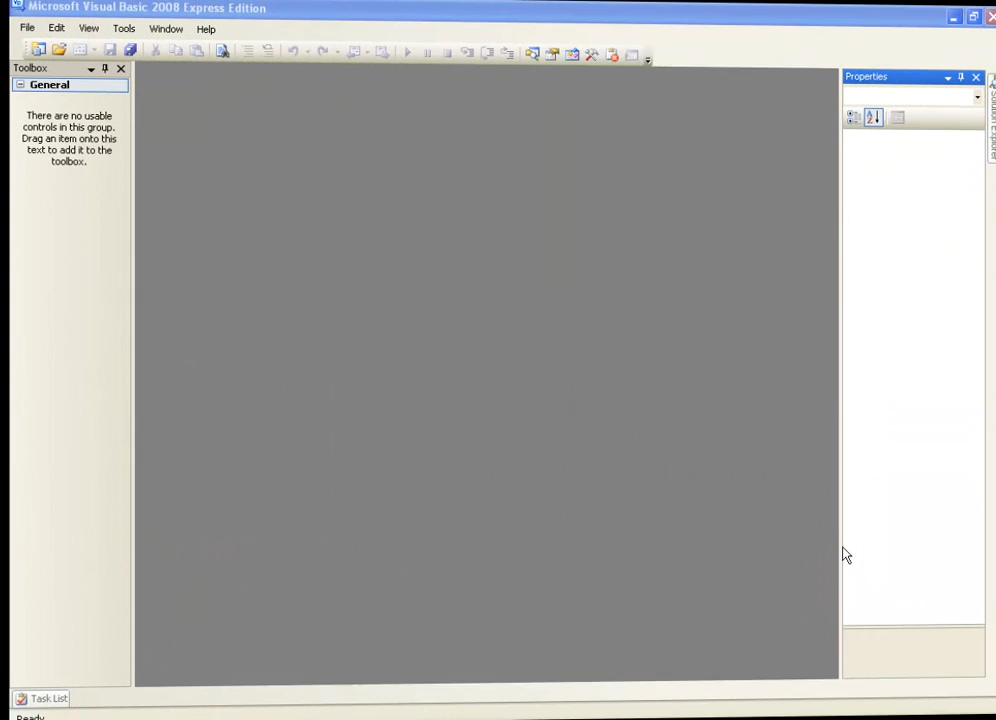 Microsoft Visual Basic 2008 Express Edition
File Edit View Tools Window Help
Toolbox
Properties
General
There are no usable
controls in this group.
Drag an item onto this
text to add it to the
toolbox.
Solution Explorer
Task List
Ready